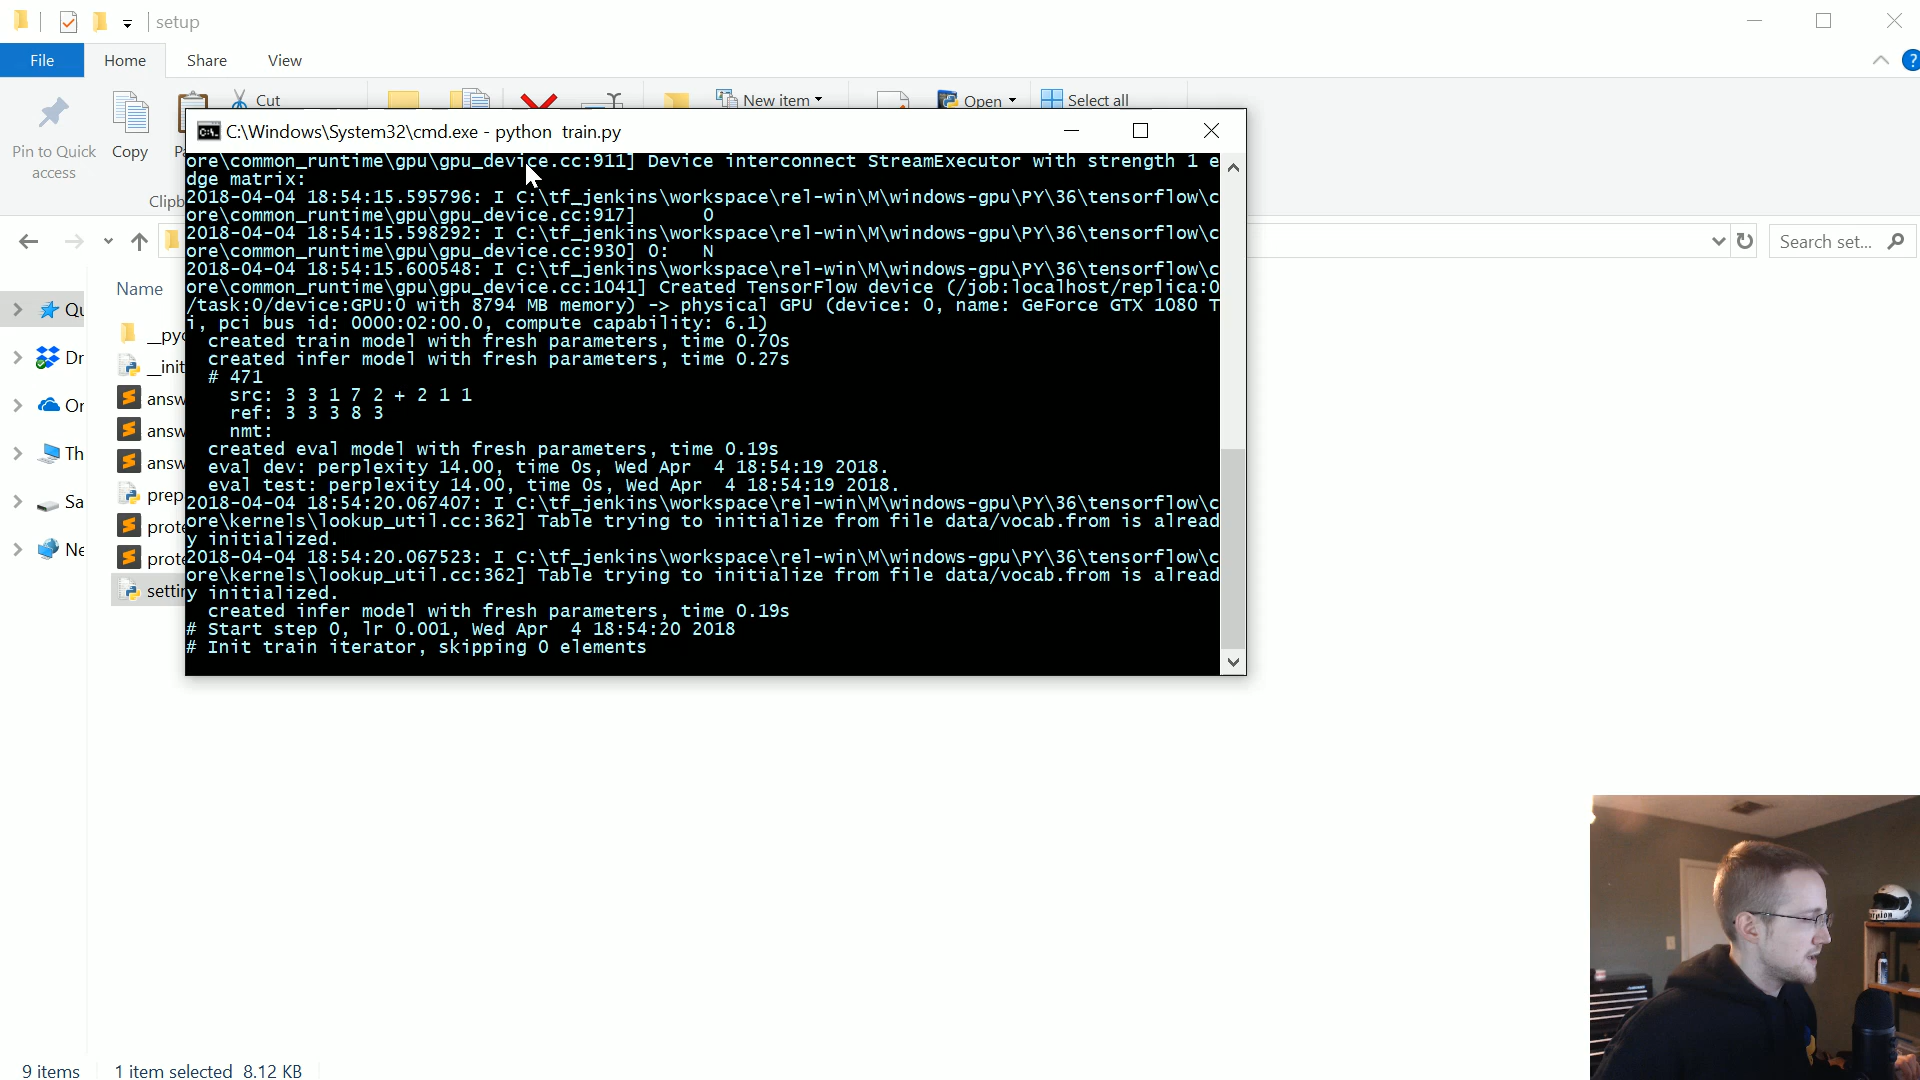 setup
File
Home
Share
View
Pin to Quick access
Copy
Cut
New item
Open
Select all
C:\Windows\System32\cmd.exe - python train.py
Search set...
Name
9 items
1 item selected 8.12 KB
ore\common_runtime\gpu\gpu_device.cc:911] Device interconnect StreamExecutor with strength 1 e
dge matrix:
2018-04-04 18:54:15.595796: I C:\tf_jenkins\workspace\rel-win\M\windows-gpu\PY\36\tensorflow\c
ore\common_runtime\gpu\gpu_device.cc:917]      0
2018-04-04 18:54:15.598292: I C:\tf_jenkins\workspace\rel-win\M\windows-gpu\PY\36\tensorflow\c
ore\common_runtime\gpu\gpu_device.cc:930] 0:   N
2018-04-04 18:54:15.600548: I C:\tf_jenkins\workspace\rel-win\M\windows-gpu\PY\36\tensorflow\c
ore\common_runtime\gpu\gpu_device.cc:1041] Created TensorFlow device (/job:localhost/replica:0
/task:0/device:GPU:0 with 8794 MB memory) -> physical GPU (device: 0, name: GeForce GTX 1080 T
i, pci bus id: 0000:02:00.0, compute capability: 6.1)
created train model with fresh parameters, time 0.70s
created infer model with fresh parameters, time 0.27s
# 471
src: 3 3 1 7 2 + 2 1 1
ref: 3 3 3 8 3
nmt:
created eval model with fresh parameters, time 0.19s
eval dev: perplexity 14.00, time 0s, Wed Apr  4 18:54:19 2018.
eval test: perplexity 14.00, time 0s, Wed Apr  4 18:54:19 2018.
2018-04-04 18:54:20.067407: I C:\tf_jenkins\workspace\rel-win\M\windows-gpu\PY\36\tensorflow\c
ore\kernels\lookup_util.cc:362] Table trying to initialize from file data/vocab.from is alread
y initialized.
2018-04-04 18:54:20.067523: I C:\tf_jenkins\workspace\rel-win\M\windows-gpu\PY\36\tensorflow\c
ore\kernels\lookup_util.cc:362] Table trying to initialize from file data/vocab.from is alread
y initialized.
created infer model with fresh parameters, time 0.19s
# Start step 0, lr 0.001, Wed Apr  4 18:54:20 2018
# Init train iterator, skipping 0 elements